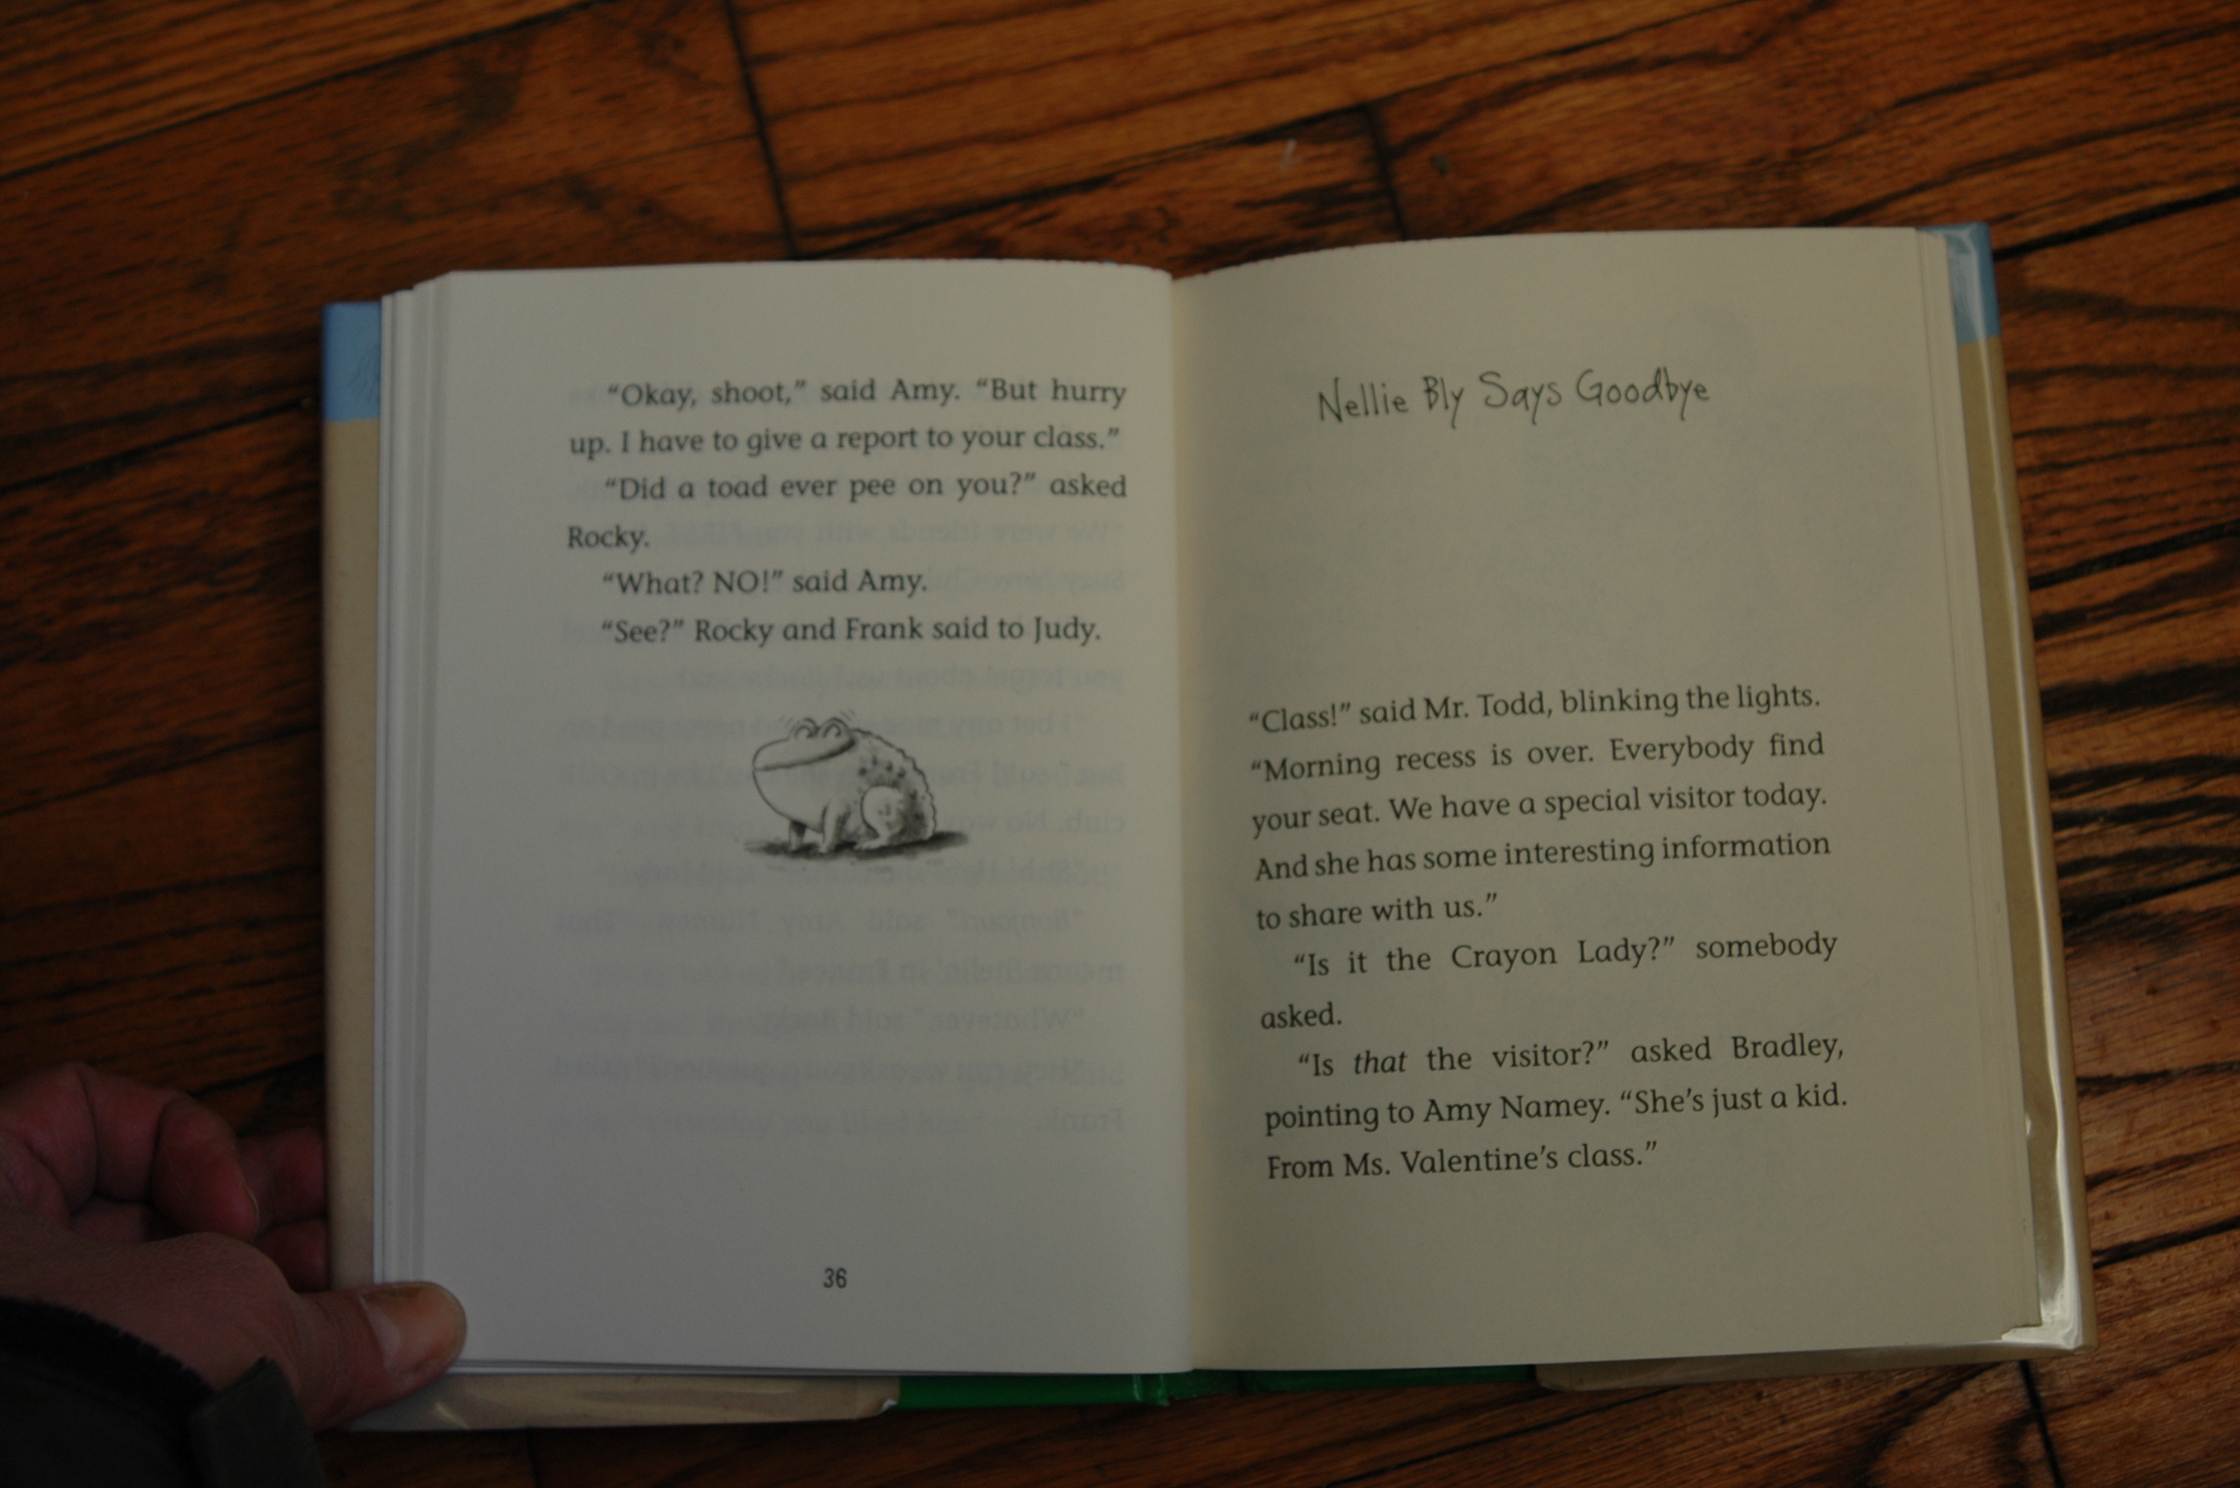 “Okay, shoot,” said Amy. “But hurry
up. I have to give a report to your class.”
“Did a toad ever pee on you?” asked
Rocky.
“What? NO!” said Amy.
“See?” Rocky and Frank said to Judy.
36
Nellie Bly Says Goodbye
“Class!” said Mr. Todd, blinking the lights.
“Morning recess is over. Everybody find
your seat. We have a special visitor today.
And she has some interesting information
to share with us.”
“Is it the Crayon Lady?” somebody
asked.
“Is that the visitor?” asked Bradley,
pointing to Amy Namey. “She’s just a kid.
From Ms. Valentine’s class.”